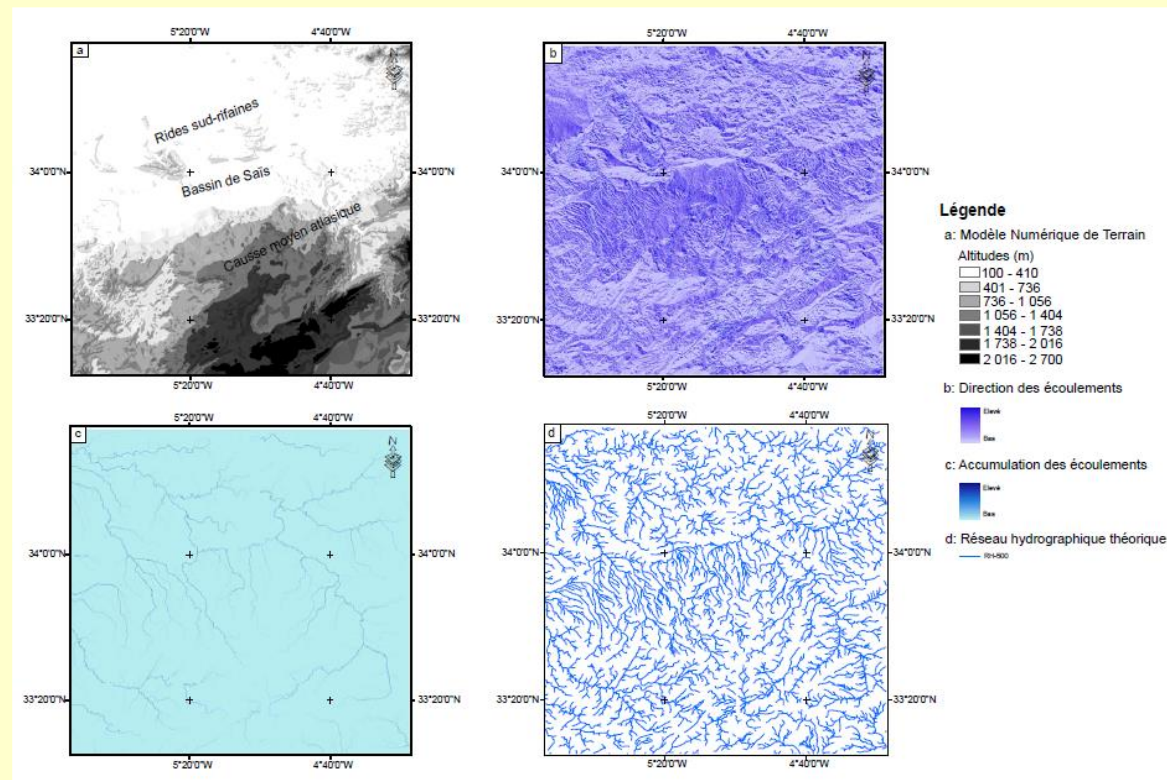 5°20'0"W 4°40'0"W
5°20'0"W 4°40'0"W
a
N
Rides sud-rifaines
34°0'0"N
Bassin de Saïs
Causse moyen atlasique
33°20'0"N
5°20'0"W 4°40'0"W
b
N
34°0'0"N 34°0'0"N
33°20'0"N 33°20'0"N
5°20'0"W 4°40'0"W
5°20'0"W 4°40'0"W
c
N
34°0'0"N
33°20'0"N
5°20'0"W 4°40'0"W
5°20'0"W 4°40'0"W
d
N
34°0'0"N 34°0'0"N
33°20'0"N 33°20'0"N
5°20'0"W 4°40'0"W
Légende
a: Modèle Numérique de Terrain
Altitudes (m)
100 - 410
401 - 736
736 - 1 056
1 056 - 1 404
1 404 - 1 738
1 738 - 2 016
2 016 - 2 700
b: Direction des écoulements
Elevé
Bas
c: Accumulation des écoulements
Elevé
Bas
d: Réseau hydrographique théorique
RH-500